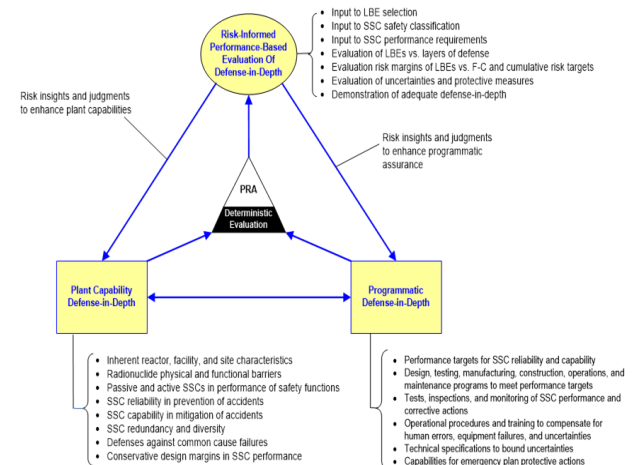 Risk-Informed
Performance-Based
Evaluation Of
Defense-in-Depth
• Input to LBE selection
• Input to SSC safety classification
• Input to SSC performance requirements
• Evaluation of LBEs vs. layers of defense
• Evaluation risk margins of LBEs vs. F-C and cumulative risk targets
• Evaluation of uncertainties and protective measures
• Demonstration of adequate defense-in-depth
Risk insights and judgments
to enhance plant capabilities
Risk insights and judgments
to enhance programmatic
assurance
PRA
Deterministic
Evaluation
Plant Capability
Defense-in-Depth
Programmatic
Defense-in-Depth
• Inherent reactor, facility, and site characteristics
• Radionuclide physical and functional barriers
• Passive and active SSCs in performance of safety functions
• SSC reliability in prevention of accidents
• SSC capability in mitigation of accidents
• SSC redundancy and diversity
• Defenses against common cause failures
• Conservative design margins in SSC performance
• Performance targets for SSC reliability and capability
• Design, testing, manufacturing, construction, operations, and
maintenance programs to meet performance targets
• Tests, inspections, and monitoring of SSC performance and
corrective actions
• Operational procedures and training to compensate for
human errors, equipment failures, and uncertainties
• Technical specifications to bound uncertainties
• Capabilities for emergency plan protective actions